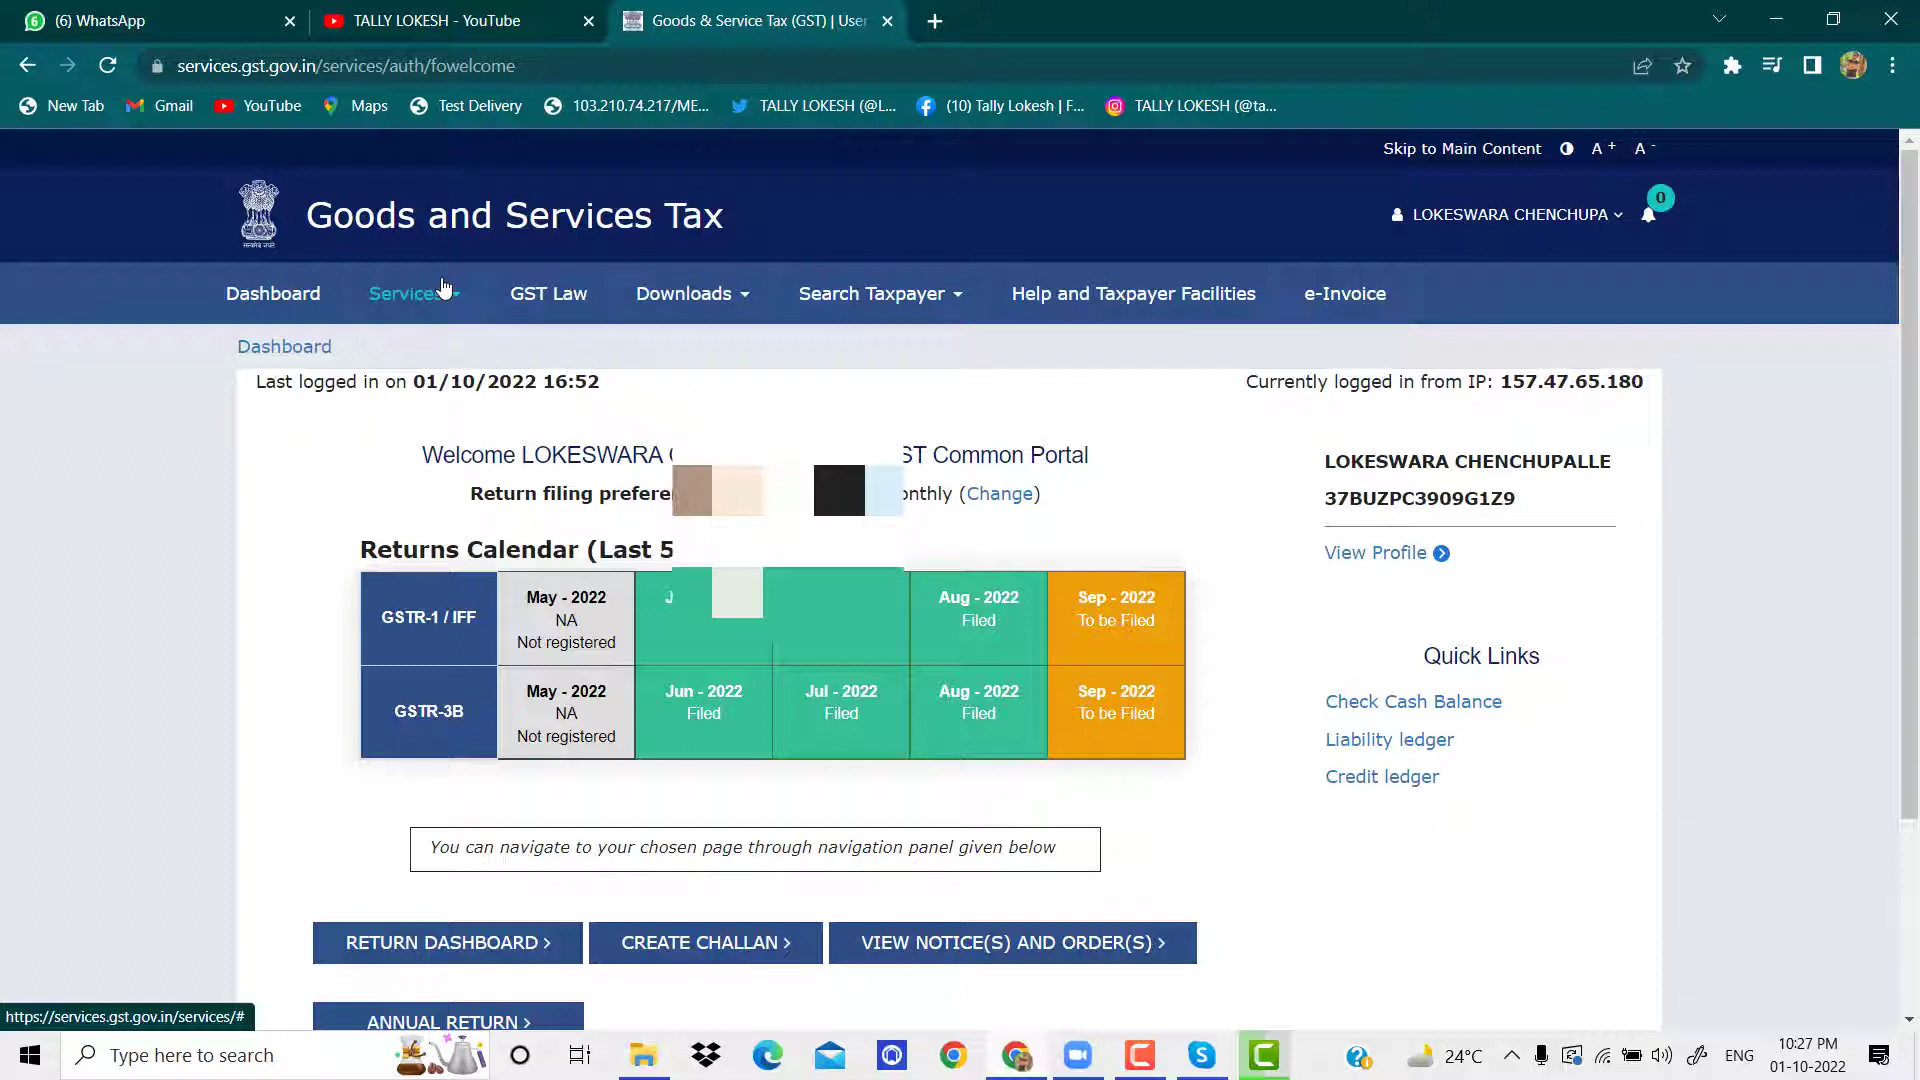 (6) WhatsApp
TALLY LOKESH - YouTube
Goods & Service Tax (GST) | User
services.gst.gov.in/services/auth/fowelcome
New Tab
Gmail
YouTube
Maps
Test Delivery
103.210.74.217/ME...
TALLY LOKESH (@L...
(10) Tally Lokesh | F...
TALLY LOKESH (@ta...
Skip to Main Content A+ A-
सत्यमेव जयते
Goods and Services Tax
LOKESWARA CHENCHUPA
0
Dashboard Services GST Law Downloads Search Taxpayer Help and Taxpayer Facilities e-Invoice
Dashboard
Last logged in on 01/10/2022 16:52
Currently logged in from IP: 157.47.65.180
Welcome LOKESWARA ST Common Portal
Return filing prefere onthly (Change)
LOKESWARA CHENCHUPALLE
37BUZPC3909G1Z9
View Profile
Returns Calendar (Last 5
GSTR-1 / IFF
May - 2022
NA
Not registered
J
Aug - 2022
Filed
Sep - 2022
To be Filed
GSTR-3B
May - 2022
NA
Not registered
Jun - 2022
Filed
Jul - 2022
Filed
Aug - 2022
Filed
Sep - 2022
To be Filed
Quick Links
Check Cash Balance
Liability ledger
Credit ledger
You can navigate to your chosen page through navigation panel given below
RETURN DASHBOARD >
CREATE CHALLAN >
VIEW NOTICE(S) AND ORDER(S) >
ANNUAL RETURN >
https://services.gst.gov.in/services/#
Type here to search
24°C
ENG
10:27 PM
01-10-2022